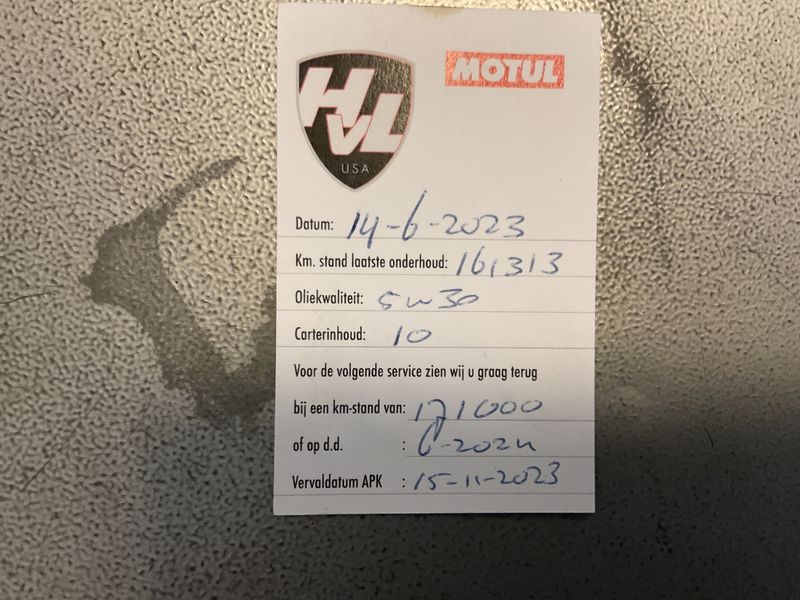 HVL
USA
MOTUL
Datum: 14-6-2023
Km. stand laatste onderhoud: 161313
Oliekwaliteit: 5w30
Carterinhoud: 10
Voor de volgende service zien wij u graag terug
bij een km-stand van: 171000
of op d.d. : 6-2024
Vervaldatum APK : 15-11-2023